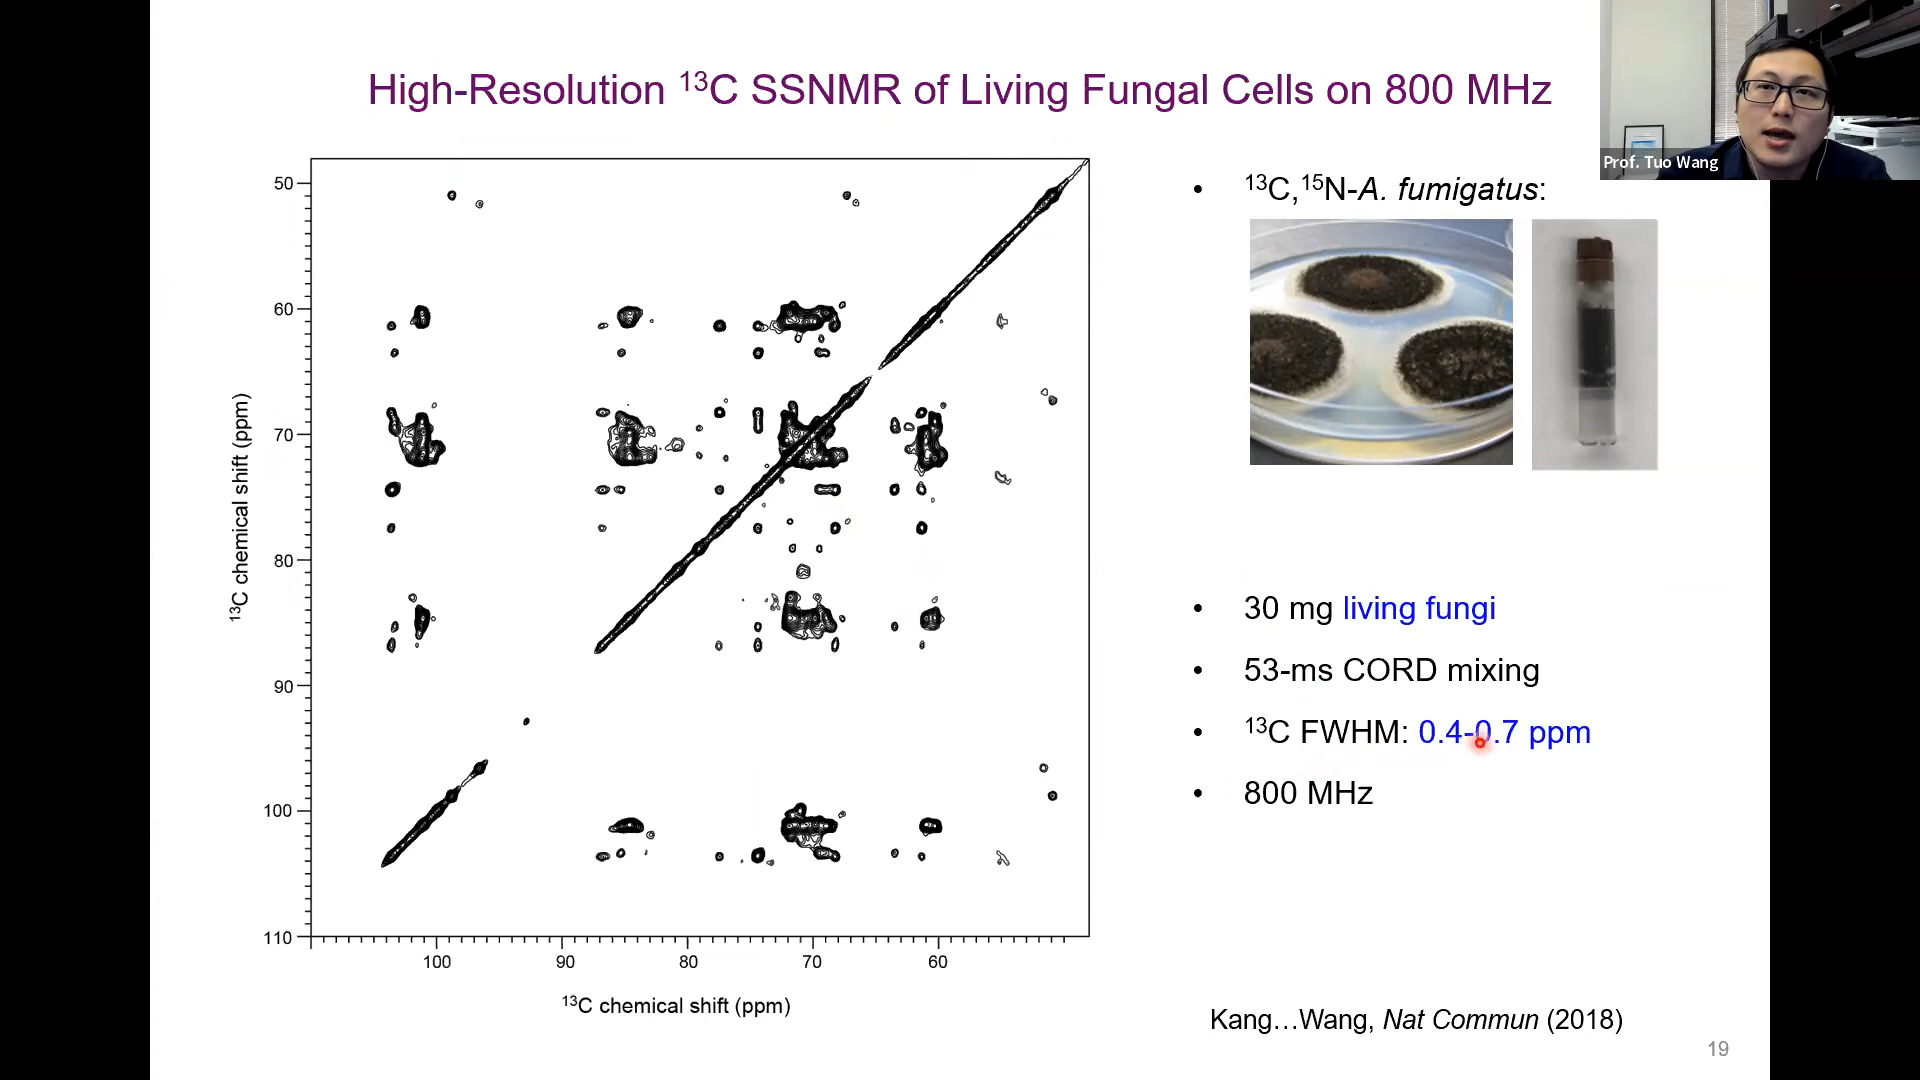 High-Resolution ¹³C SSNMR of Living Fungal Cells on 800 MHz
Prof. Tuo Wang
50
60
70
80
90
100
110
¹³C chemical shift (ppm)
100
90
80
70
60
¹³C chemical shift (ppm)
• ¹³C,¹⁵N-A. fumigatus:
• 30 mg living fungi
• 53-ms CORD mixing
• ¹³C FWHM: 0.4-0.7 ppm
• 800 MHz
Kang…Wang, Nat Commun (2018)
19